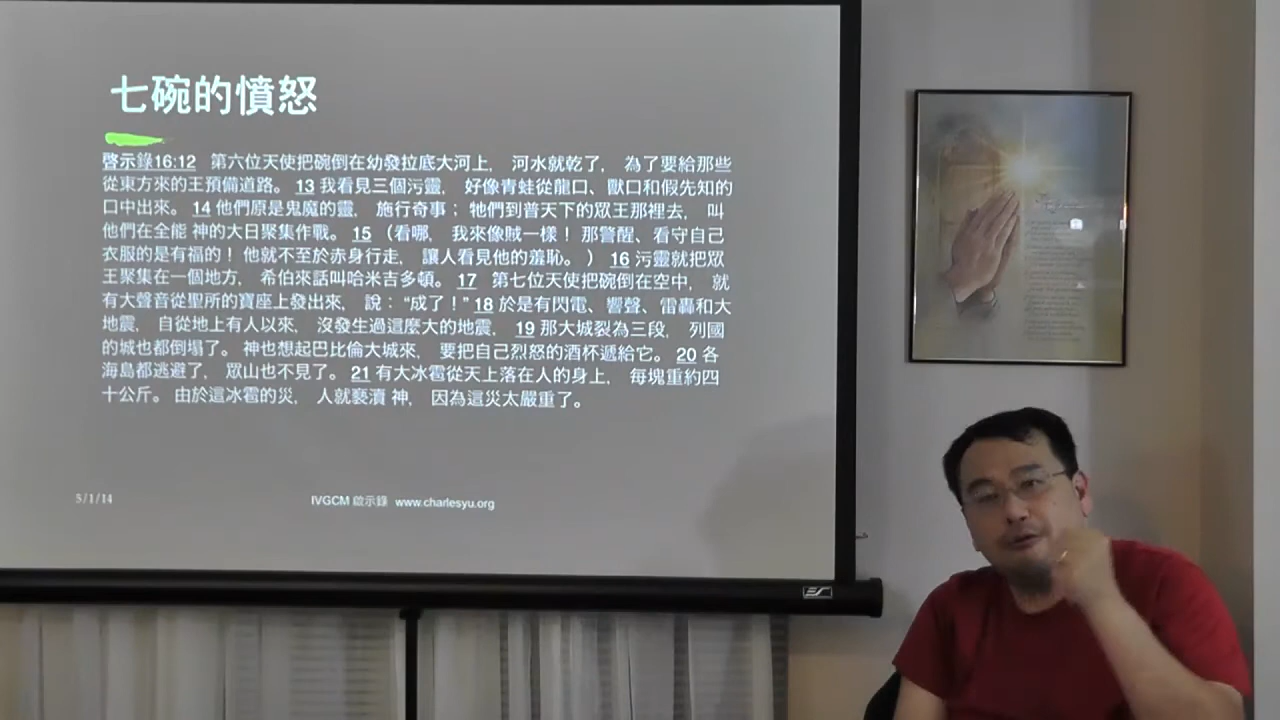 七碗的憤怒
啓示錄16:12 第六位天使把碗倒在幼發拉底大河上， 河水就乾了， 為了要給那些
從東方來的王預備道路。 13 我看見三個污靈， 好像青蛙從龍口、獸口和假先知的
口中出來。 14 他們原是鬼魔的靈， 施行奇事； 牠們到普天下的眾王那裡去， 叫
他們在全能 神的大日聚集作戰。 15 （看哪， 我來像賊一樣！ 那警醒、看守自己
衣服的是有福的！ 他就不至於赤身行走， 讓人看見他的羞恥。 ） 16 污靈就把眾
王聚集在一個地方， 希伯來話叫哈米吉多頓。 17 第七位天使把碗倒在空中， 就
有大聲音從聖所的寶座上發出來， 說： “成了！” 18 於是有閃電、響聲、雷轟和大
地震， 自從地上有人以來， 沒發生過這麼大的地震， 19 那大城裂為三段， 列國
的城也都倒塌了。 神也想起巴比倫大城來， 要把自己烈怒的酒杯遞給它。 20 各
海島都逃避了， 眾山也不見了。 21 有大冰雹從天上落在人的身上， 每塊重約四
十公斤。 由於這冰雹的災， 人就褻瀆 神， 因為這災太嚴重了。
5/1/14
IVGCM 啟示錄 www.charlesyu.org